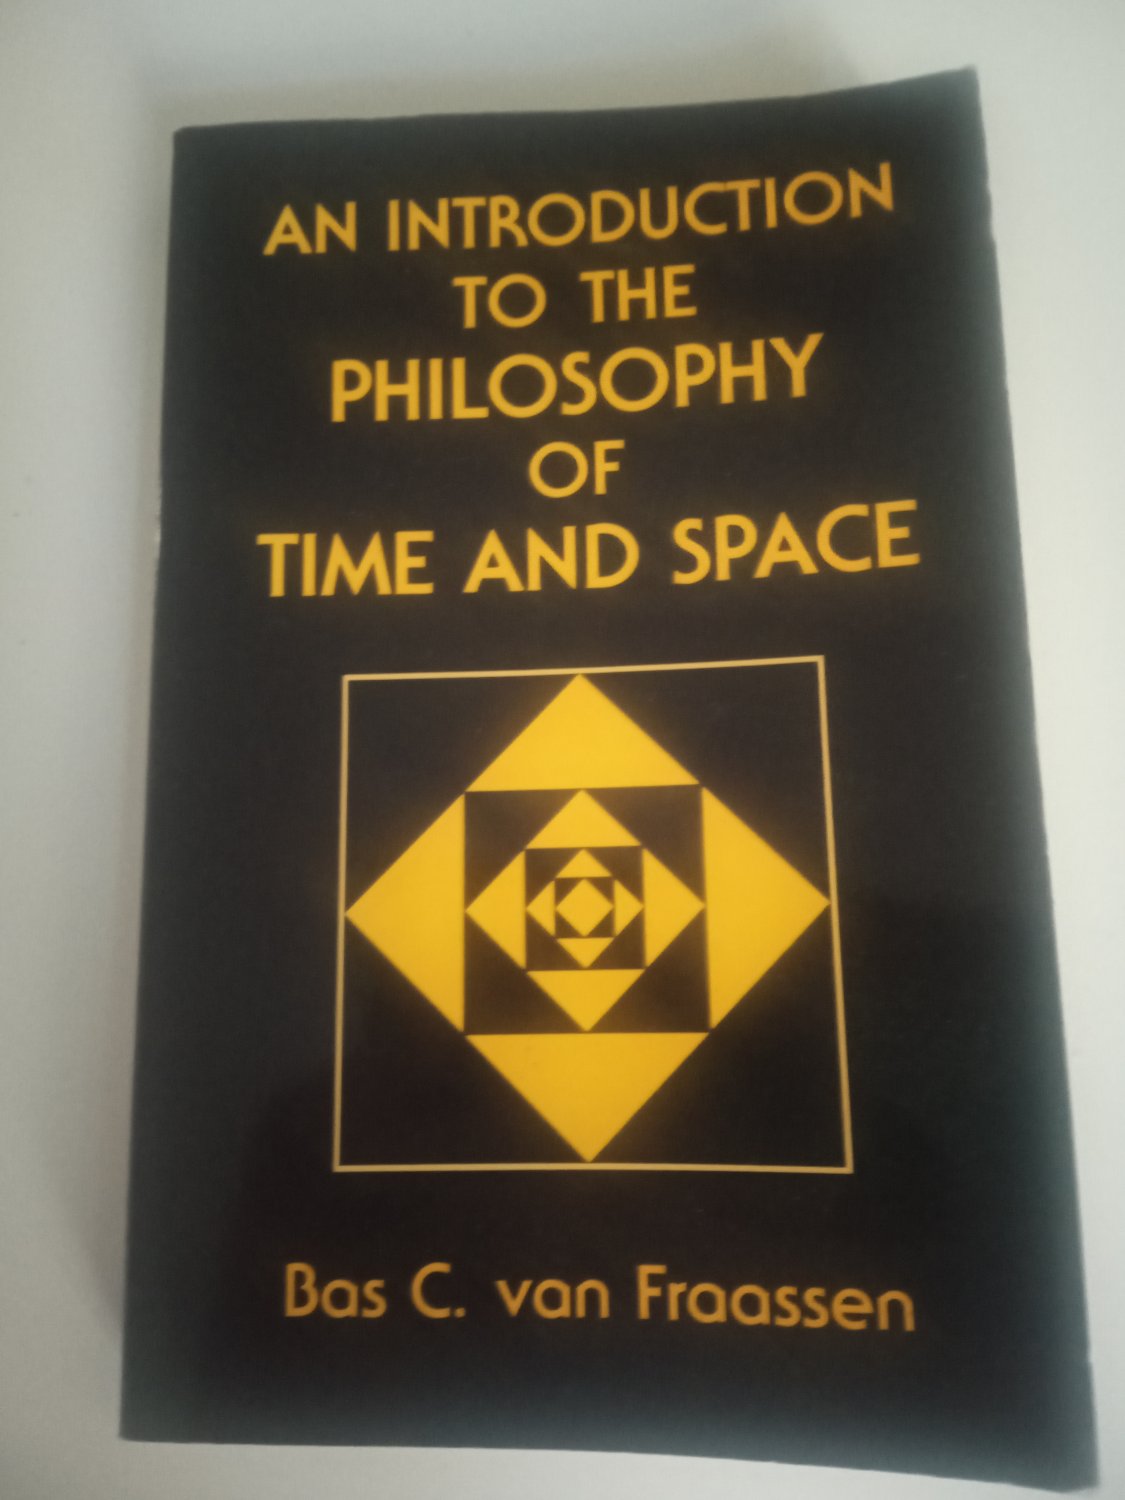 AN INTRODUCTION
TO THE
PHILOSOPHY
OF
TIME AND SPACE
Bas C. van Fraassen